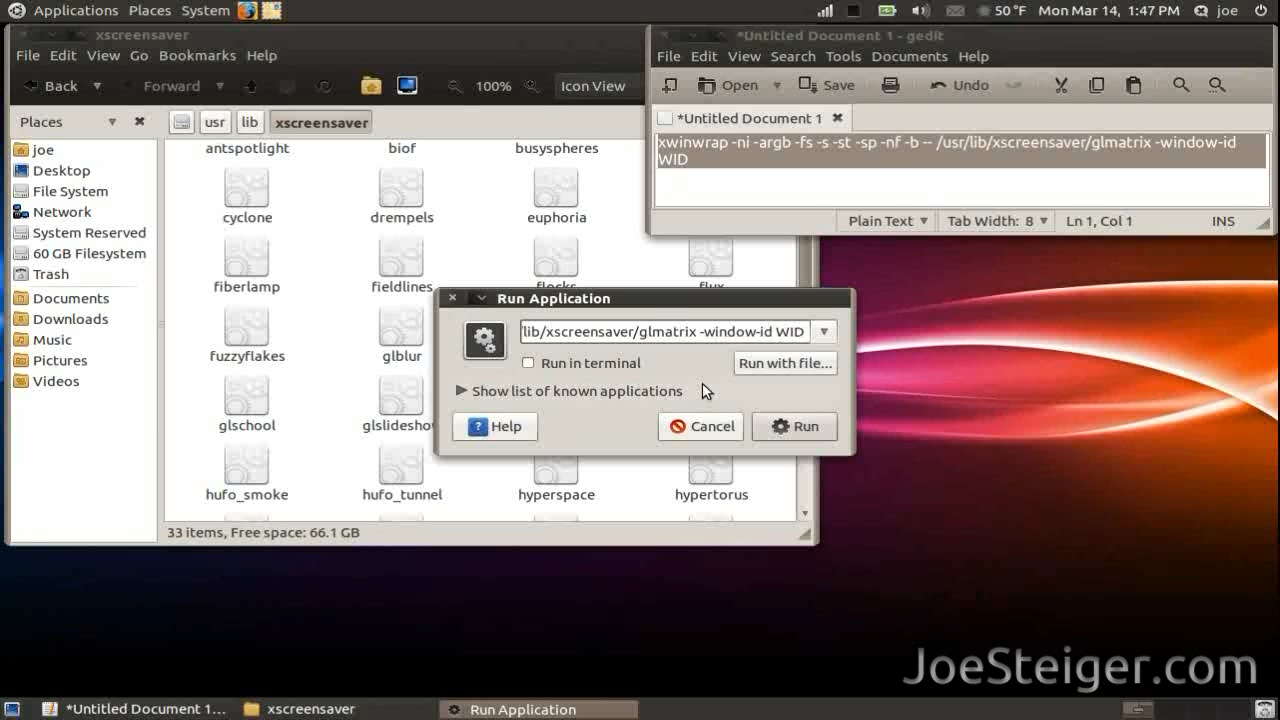 Applications Places System 50 °F Mon Mar 14, 1:47 PM joe
xscreensaver
File Edit View Go Bookmarks Help
Back Forward 100% Icon View
Places usr lib xscreensaver
joe
Desktop
File System
Network
System Reserved
60 GB Filesystem
Trash
Documents
Downloads
Music
Pictures
Videos
antspotlight biof busyspheres
cyclone drempels euphoria
fiberlamp fieldlines flocks flux
fuzzyflakes glblur
glschool glslidesho
hufo_smoke hufo_tunnel hyperspace hypertorus
33 items, Free space: 66.1 GB
*Untitled Document 1 - gedit
File Edit View Search Tools Documents Help
Open Save Undo
*Untitled Document 1
xwinwrap -ni -argb -fs -s -st -sp -nf -b -- /usr/lib/xscreensaver/glmatrix -window-id
WID
Plain Text Tab Width: 8 Ln 1, Col 1 INS
Run Application
lib/xscreensaver/glmatrix -window-id WID
Run in terminal Run with file...
Show list of known applications
Help Cancel Run
JoeSteiger.com
*Untitled Document 1... xscreensaver Run Application